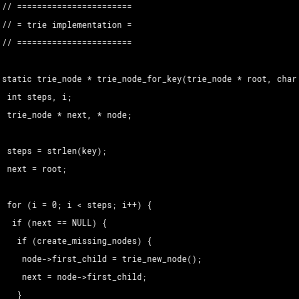 // =======================
// = trie implementation =
// =======================
static trie_node * trie_node_for_key(trie_node * root, char
int steps, i;
trie_node * next, * node;
steps = strlen(key);
next = root;
for (i = 0; i < steps; i++) {
if (next == NULL) {
if (create_missing_nodes) {
node->first_child = trie_new_node();
next = node->first_child;
}